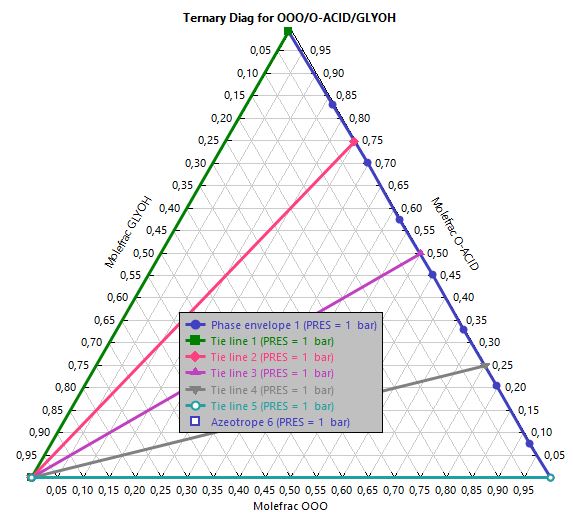 Ternary Diag for OOO/O-ACID/GLYOH
0,05 0,95
0,10 0,90
0,15 0,85
0,20 0,80
0,25 0,75
0,30 0,70
0,35 0,65
0,40 0,60
Molefrac GLYOH
Molefrac O-ACID
0,45 0,55
0,50 0,50
0,55 0,45
0,60 0,40
0,65 0,35
0,70 0,30
0,75 0,25
0,80 0,20
0,85 0,15
0,90 0,10
0,95 0,05
Phase envelope 1 (PRES = 1 bar)
Tie line 1 (PRES = 1 bar)
Tie line 2 (PRES = 1 bar)
Tie line 3 (PRES = 1 bar)
Tie line 4 (PRES = 1 bar)
Tie line 5 (PRES = 1 bar)
Azeotrope 6 (PRES = 1 bar)
0,05 0,10 0,15 0,20 0,25 0,30 0,35 0,40 0,45 0,50 0,55 0,60 0,65 0,70 0,75 0,80 0,85 0,90 0,95
Molefrac OOO